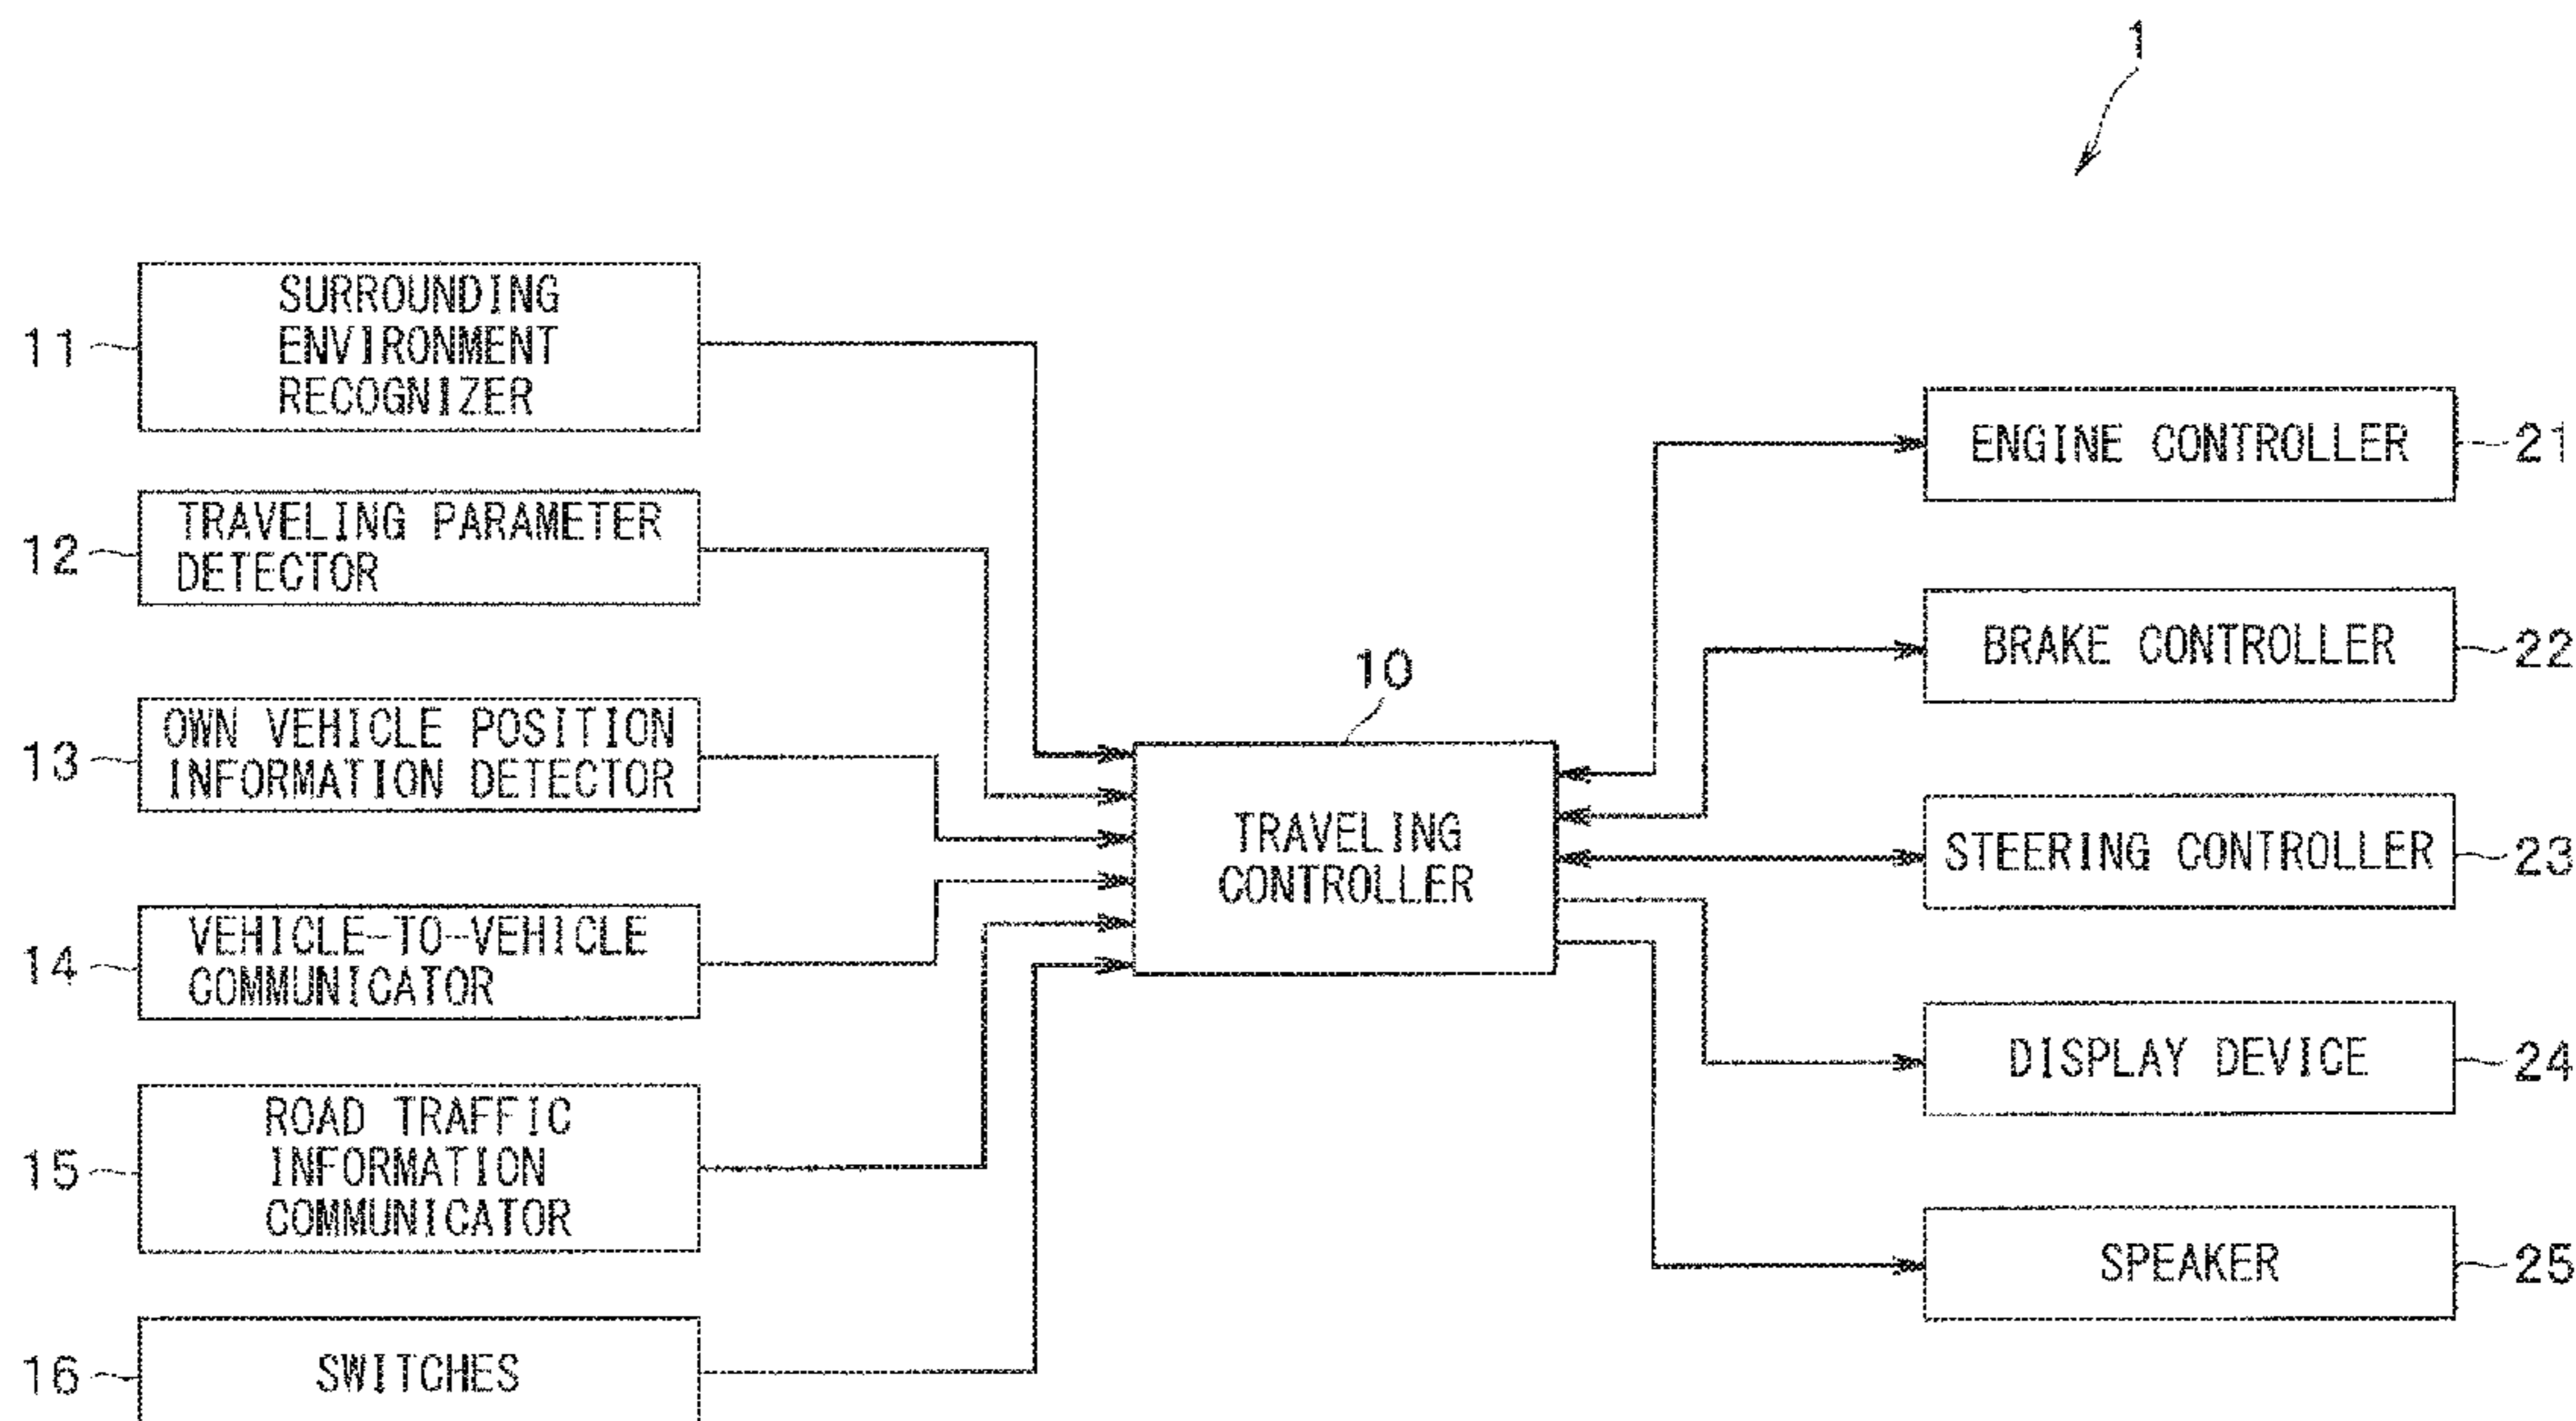 1
11
SURROUNDING
ENVIRONMENT
RECOGNIZER
12
TRAVELING PARAMETER
DETECTOR
13
OWN VEHICLE POSITION
INFORMATION DETECTOR
14
VEHICLE-TO-VEHICLE
COMMUNICATOR
15
ROAD TRAFFIC
INFORMATION
COMMUNICATOR
16
SWITCHES
10
TRAVELING
CONTROLLER
ENGINE CONTROLLER
21
BRAKE CONTROLLER
22
STEERING CONTROLLER
23
DISPLAY DEVICE
24
SPEAKER
25